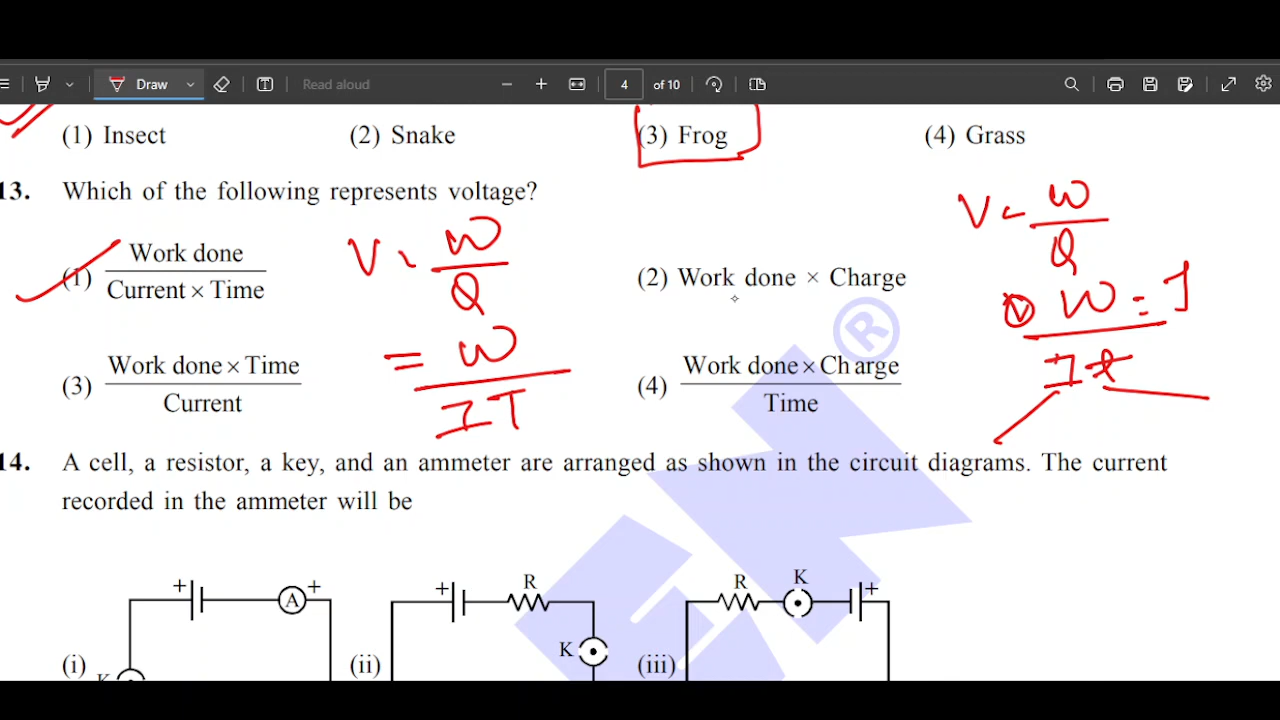 Draw Read aloud 4 of 10
(1) Insect (2) Snake (3) Frog (4) Grass
13. Which of the following represents voltage?
(1) Work done / Current × Time
(2) Work done × Charge
(3) Work done × Time / Current
(4) Work done × Ch arge / Time
V = W / Q
= W / I T
V = W / Q
W = J
I t
14. A cell, a resistor, a key, and an ammeter are arranged as shown in the circuit diagrams. The current
recorded in the ammeter will be
+ A + + R R K +
K
(i) K (ii) (iii)
®